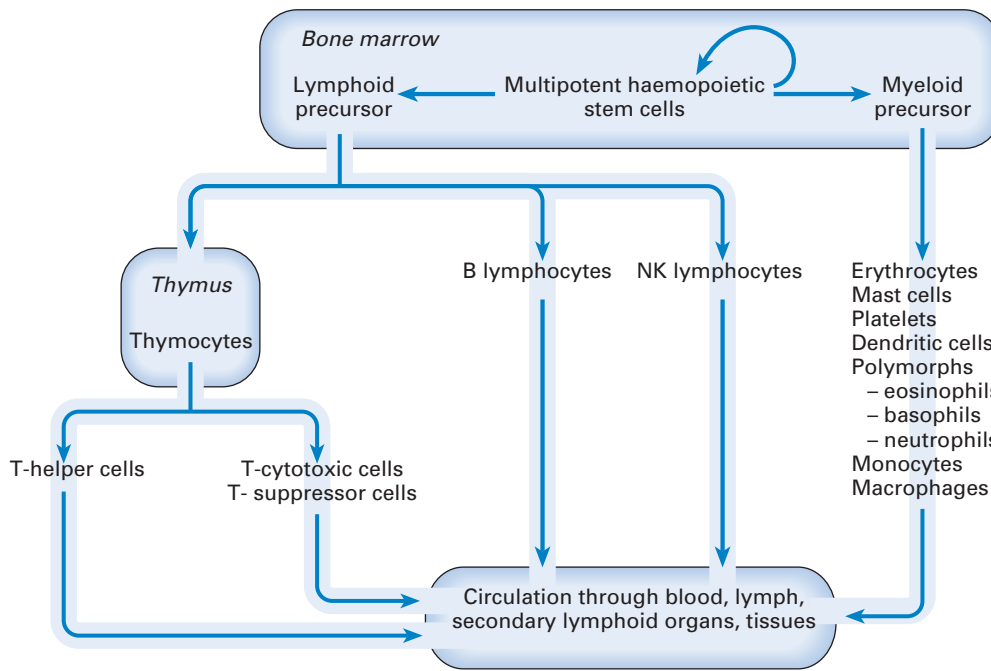 Bone marrow
Lymphoid
precursor
Multipotent haemopoietic
stem cells
Myeloid
precursor
Thymus
Thymocytes
B lymphocytes
NK lymphocytes
Erythrocytes
Mast cells
Platelets
Dendritic cells
Polymorphs
– eosinophils
– basophils
– neutrophils
Monocytes
Macrophages
T-helper cells
T-cytotoxic cells
T- suppressor cells
Circulation through blood, lymph,
secondary lymphoid organs, tissues